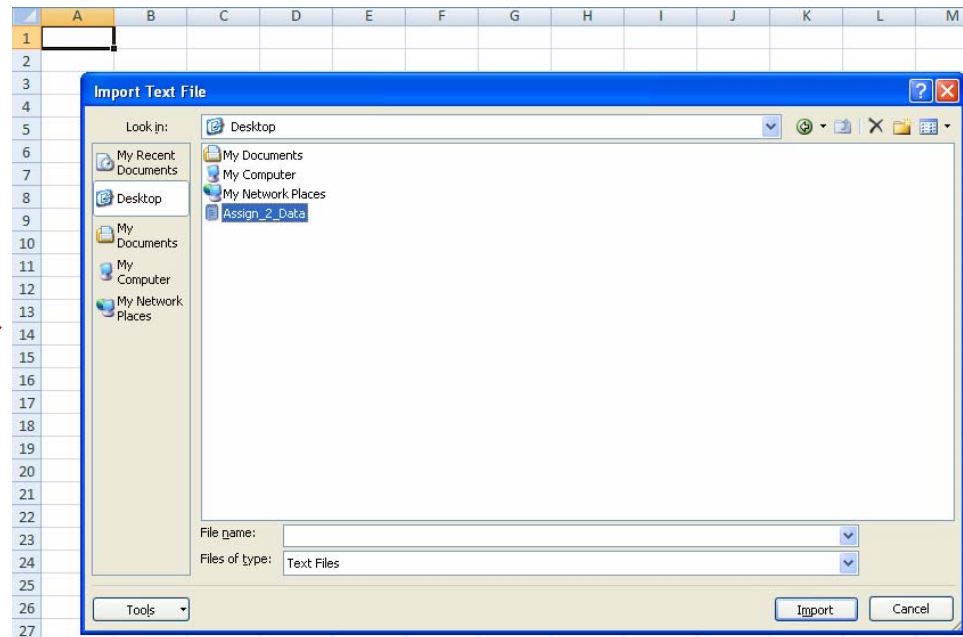 A B C D E F G H I J K L M
1
2
3
Import Text File
4
5
Look in: Desktop
6
My Recent Documents
My Documents
7
My Computer
8
Desktop
My Network Places
9
Assign_2_Data
10
My Documents
11
My Computer
12
13
My Network Places
14
15
16
17
18
19
20
21
22
23
File name:
24
Files of type: Text Files
25
26
Tools Import Cancel
27